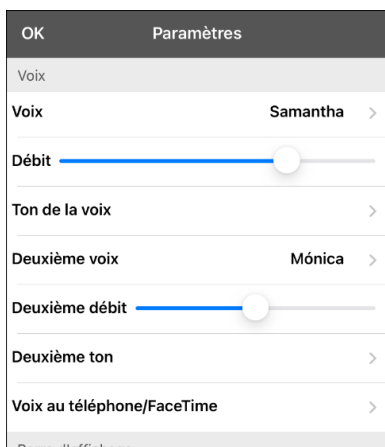 OK Paramètres
Voix
Voix Samantha
Débit
Ton de la voix
Deuxième voix Mónica
Deuxième débit
Deuxième ton
Voix au téléphone/FaceTime